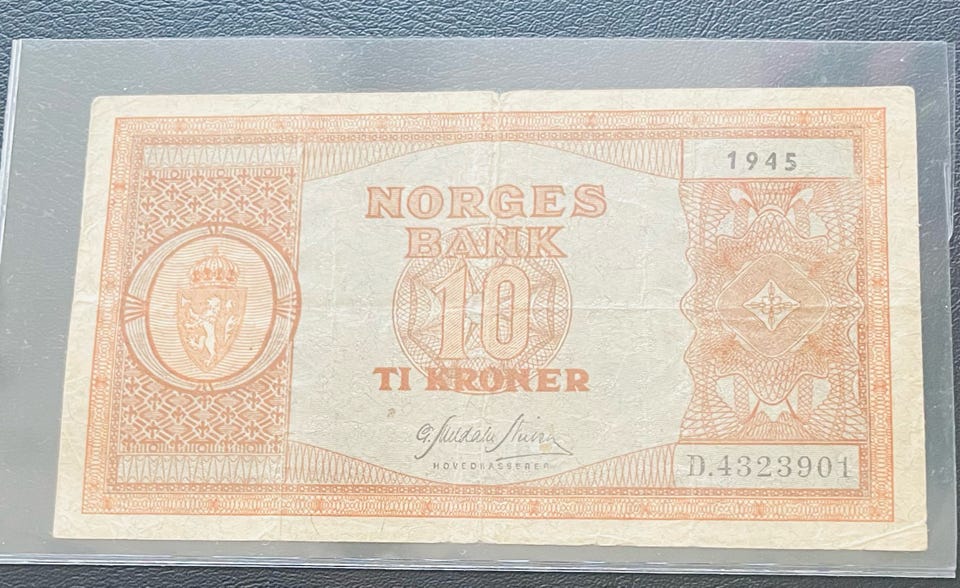 1945
NORGES
BANK
10
TI KRONER
HOVEDKASSERER
D.4323901